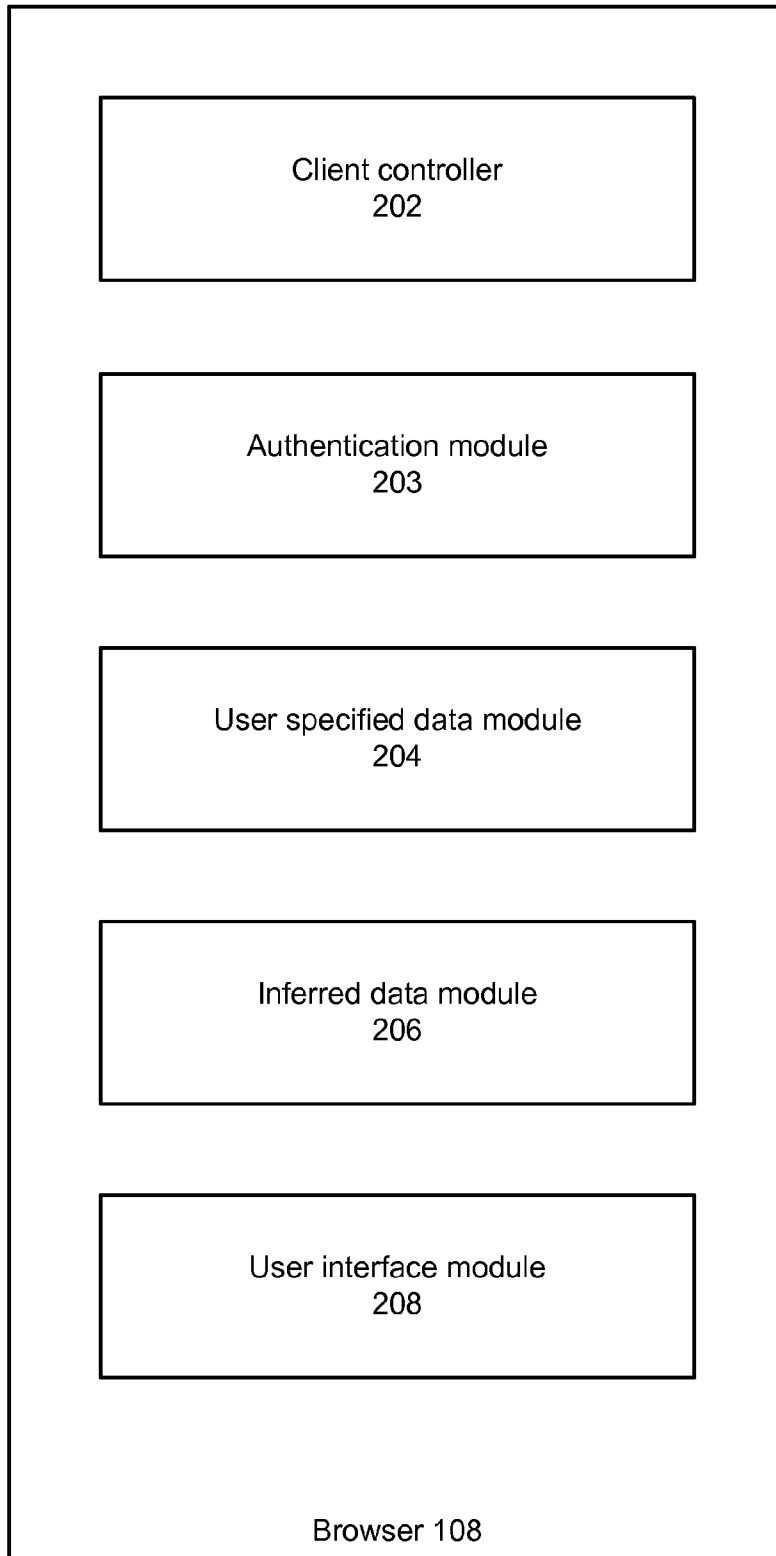 Client controller
202
Authentication module
203
User specified data module
204
Inferred data module
206
User interface module
208
Browser 108